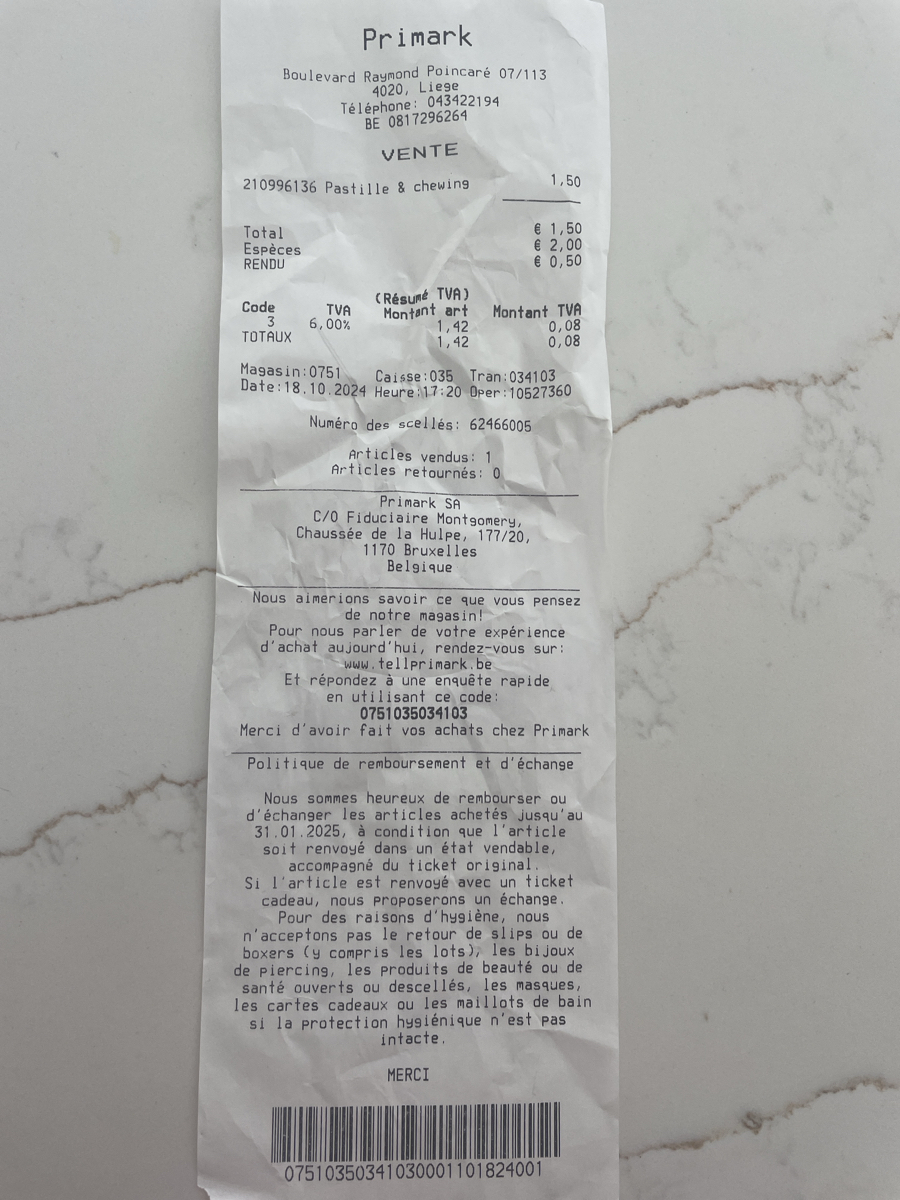 Primark
Boulevard Raymond Poincaré 07/113
4020, Liege
Téléphone: 043422194
BE 0817296264
VENTE
210996136 Pastille & chewing 1,50
Total € 1,50
Espèces € 2,00
RENDU € 0,50
(Résumé TVA)
Code TVA Montant art Montant TVA
3 6,00% 1,42 0,08
TOTAUX 1,42 0,08
Magasin:0751 Caisse:035 Tran:034103
Date:18.10.2024 Heure:17:20 Oper:10527360
Numéro des scellés: 62466005
Articles vendus: 1
Articles retournés: 0
Primark SA
C/O Fiduciaire Montgomery,
Chaussée de la Hulpe, 177/20,
1170 Bruxelles
Belgique
Nous aimerions savoir ce que vous pensez
de notre magasin!
Pour nous parler de votre expérience
d'achat aujourd'hui, rendez-vous sur:
www.tellprimark.be
Et répondez à une enquête rapide
en utilisant ce code:
0751035034103
Merci d'avoir fait vos achats chez Primark
Politique de remboursement et d'échange
Nous sommes heureux de rembourser ou
d'échanger les articles achetés jusqu'au
31.01.2025, à condition que l'article
soit renvoyé dans un état vendable,
accompagné du ticket original.
Si l'article est renvoyé avec un ticket
cadeau, nous proposerons un échange.
Pour des raisons d'hygiène, nous
n'acceptons pas le retour de slips ou de
boxers (y compris les lots), les bijoux
de piercing, les produits de beauté ou de
santé ouverts ou descellés, les masques,
les cartes cadeaux ou les maillots de bain
si la protection hygiénique n'est pas
intacte.
MERCI
07510350341030001101824001